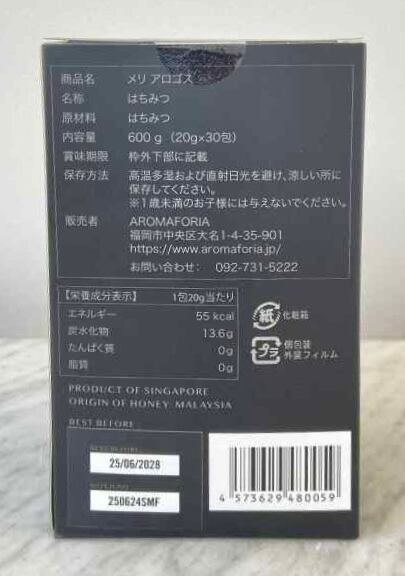 商品名 メリ アロゴス
名称 はちみつ
原材料 はちみつ
内容量 600 g (20g×30包)
賞味期限 枠外下部に記載
保存方法 高温多湿および直射日光を避け、涼しい所に
保存してください。
※1歳未満のお子様には与えないでください。
販売者 AROMAFORIA
福岡市中央区大名1-4-35-901
https://www.aromaforia.jp/
お問い合わせ: 092-731-5222
【栄養成分表示】 1包20g当たり
エネルギー 55 kcal
炭水化物 13.6g
たんぱく質 0g
脂質 0g
紙 化粧箱
プラ 個包装
外装フィルム
PRODUCT OF SINGAPORE
ORIGIN OF HONEY: MALAYSIA
BEST BEFORE
BEST BEFORE
25/06/2028
250624SMF
4 573629 480059